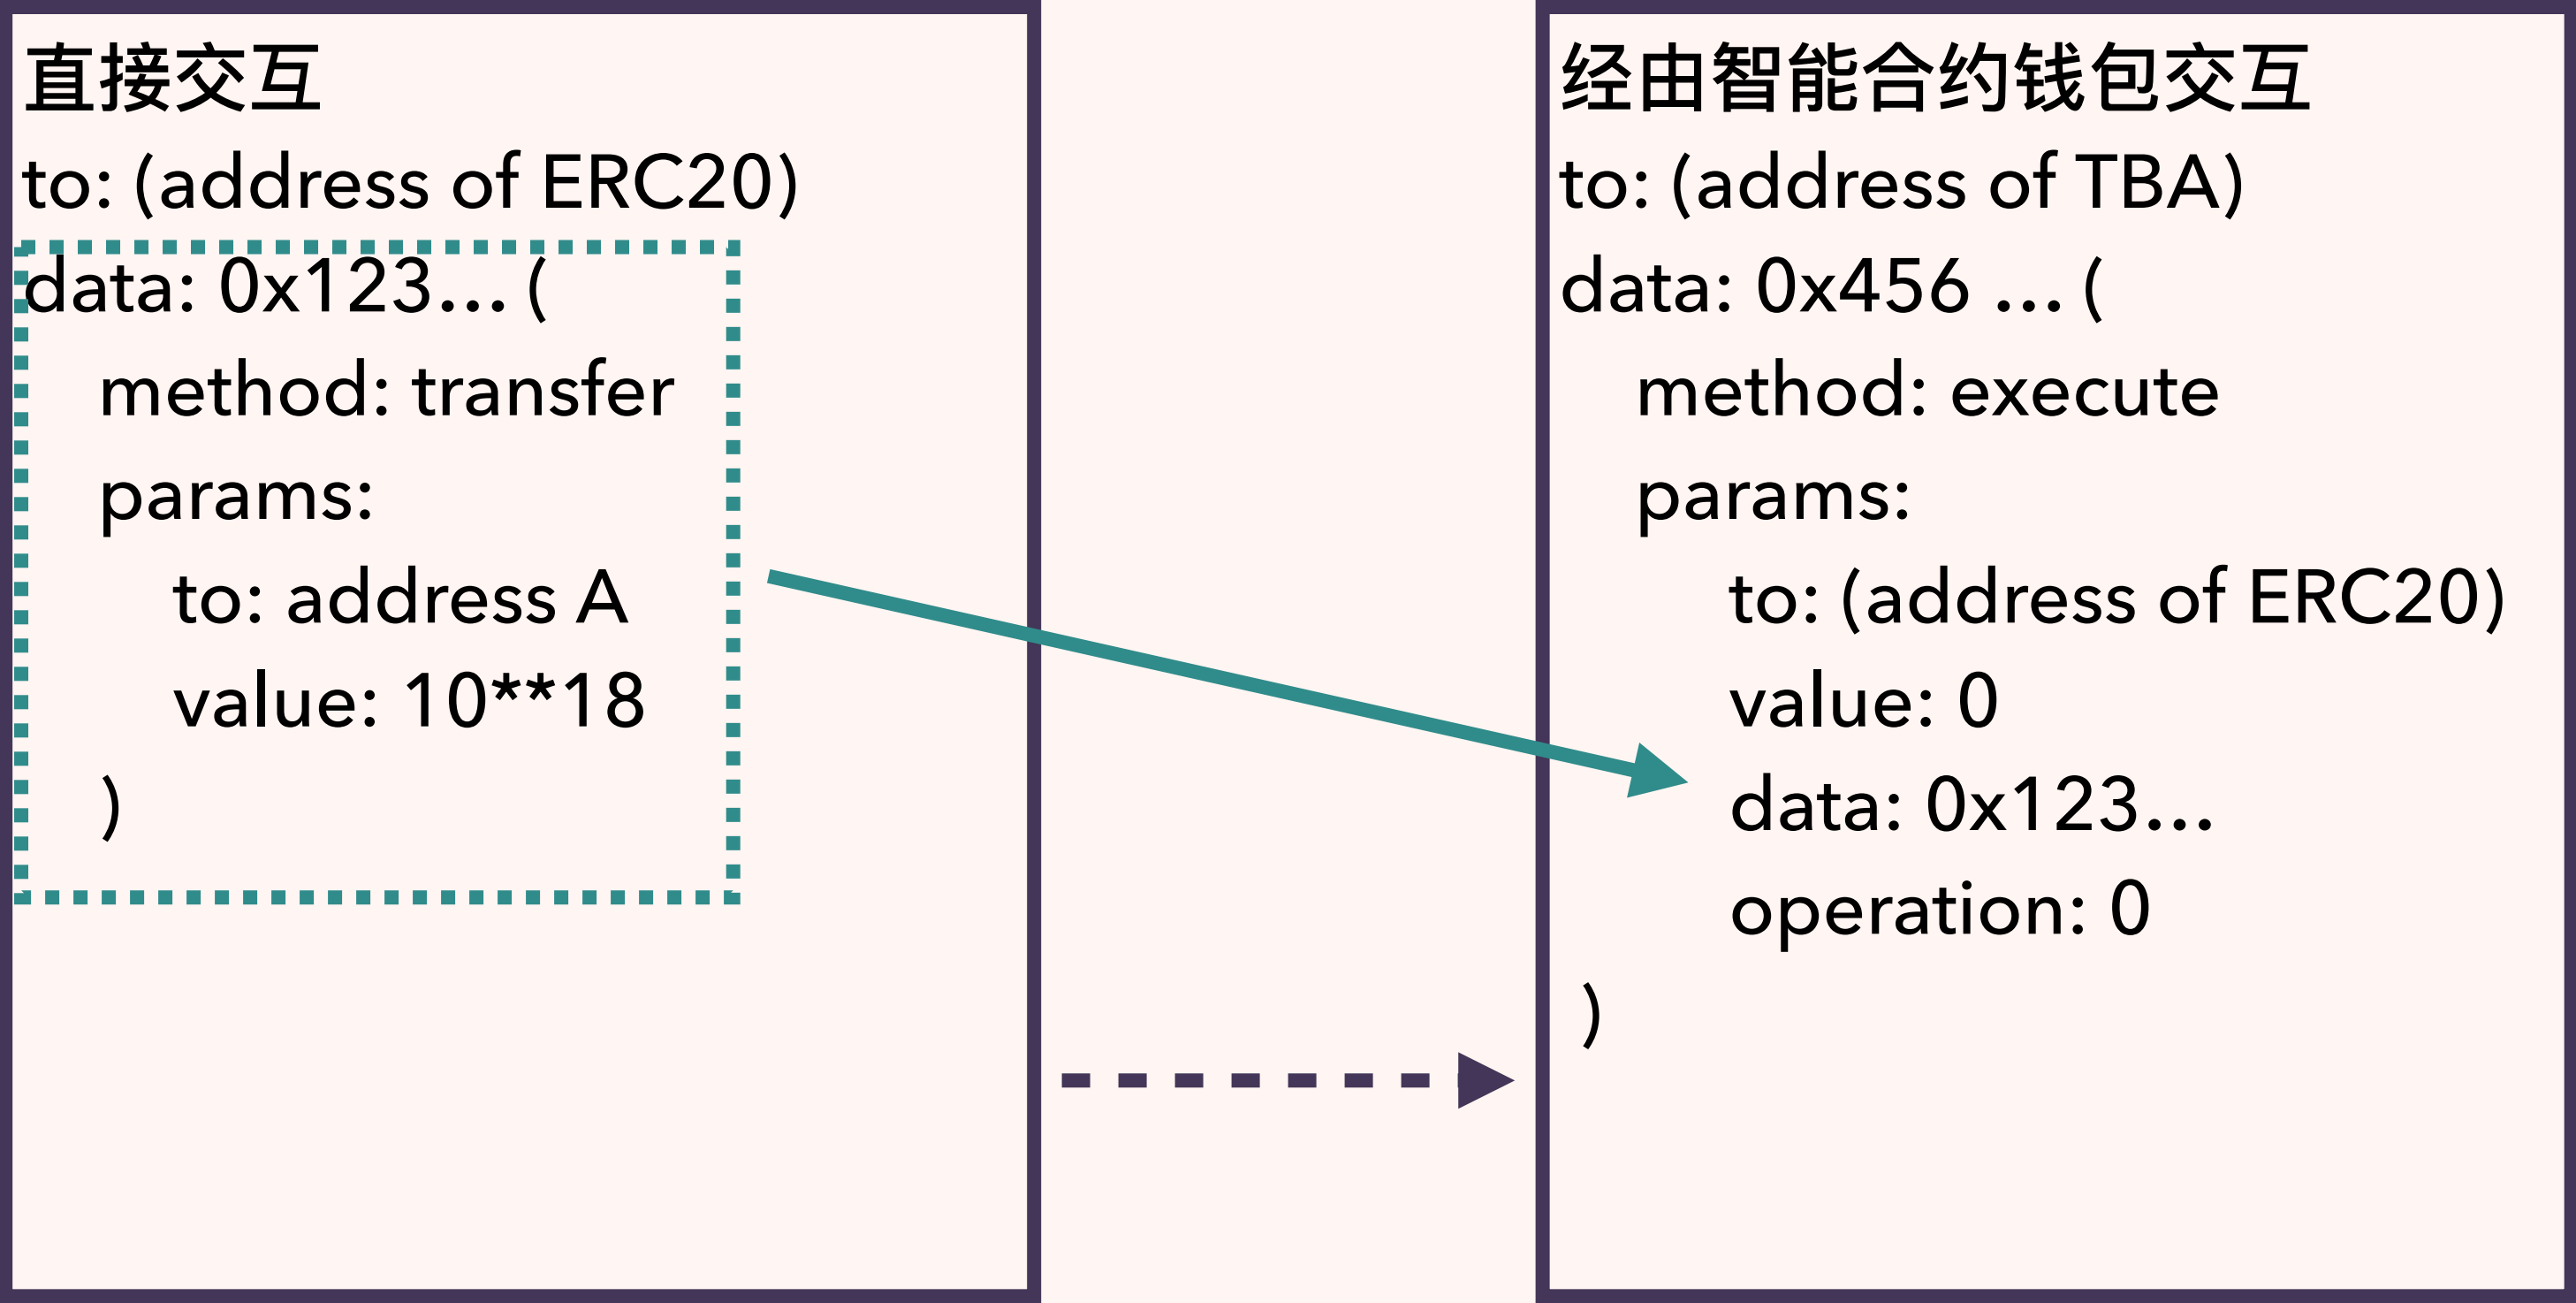 直接交互
to: (address of ERC20)
data: 0x123... (
method: transfer
params:
to: address A
value: 10**18
)
经由智能合约钱包交互
to: (address of TBA)
data: 0x456 ... (
method: execute
params:
to: (address of ERC20)
value: 0
data: 0x123...
operation: 0
)